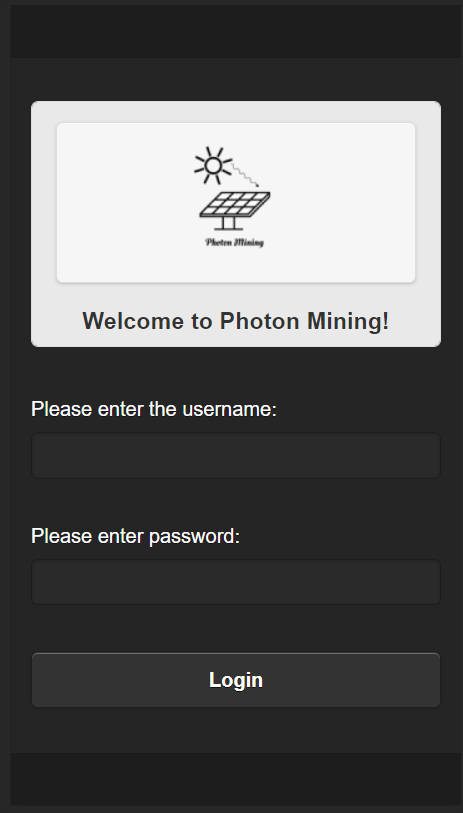 Photon Mining
Welcome to Photon Mining!
Please enter the username:
Please enter password:
Login